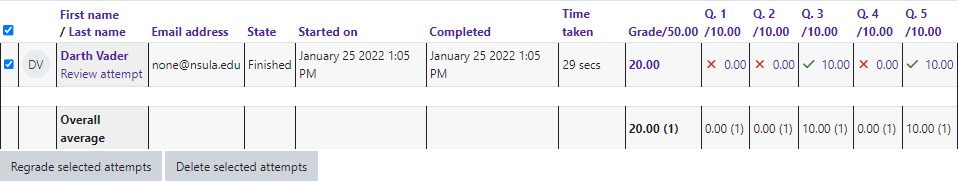 First name / Last name Email address State Started on Completed Time taken Grade/50.00 Q. 1 /10.00 Q. 2 /10.00 Q. 3 /10.00 Q. 4 /10.00 Q. 5 /10.00
DV Darth Vader Review attempt none@nsula.edu Finished January 25 2022 1:05 PM January 25 2022 1:05 PM 29 secs 20.00 0.00 0.00 10.00 0.00 10.00
Overall average 20.00 (1) 0.00 (1) 0.00 (1) 10.00 (1) 0.00 (1) 10.00 (1)
Regrade selected attempts Delete selected attempts